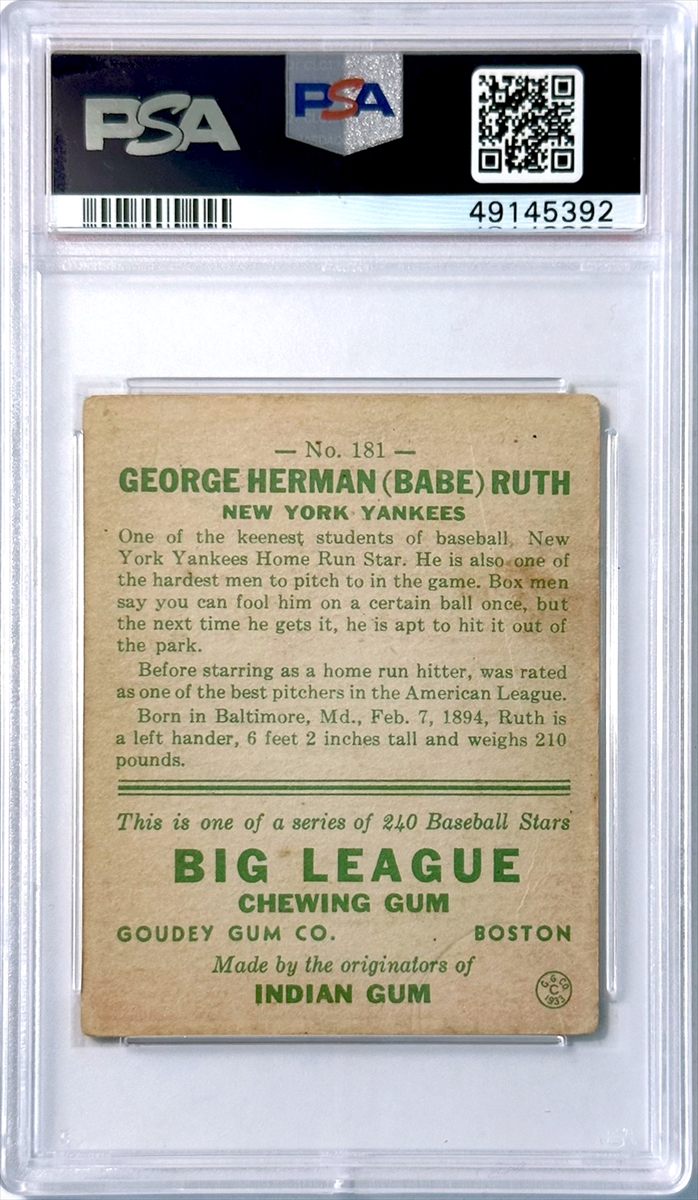 PSA
PSA
49145392
— No. 181 —
GEORGE HERMAN (BABE) RUTH
NEW YORK YANKEES
One of the keenest students of baseball, New
York Yankees Home Run Star. He is also one of
the hardest men to pitch to in the game. Box men
say you can fool him on a certain ball once, but
the next time he gets it, he is apt to hit it out of
the park.
Before starring as a home run hitter, was rated
as one of the best pitchers in the American League.
Born in Baltimore, Md., Feb. 7, 1894, Ruth is
a left hander, 6 feet 2 inches tall and weighs 210
pounds.
This is one of a series of 240 Baseball Stars
BIG LEAGUE
CHEWING GUM
GOUDEY GUM CO. BOSTON
Made by the originators of
INDIAN GUM
G. G. CO.
C
1933